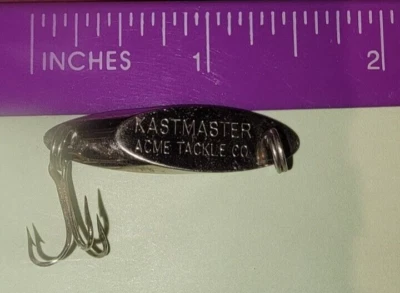 INCHES 1 2
KASTMASTER
ACME TACKLE CO.